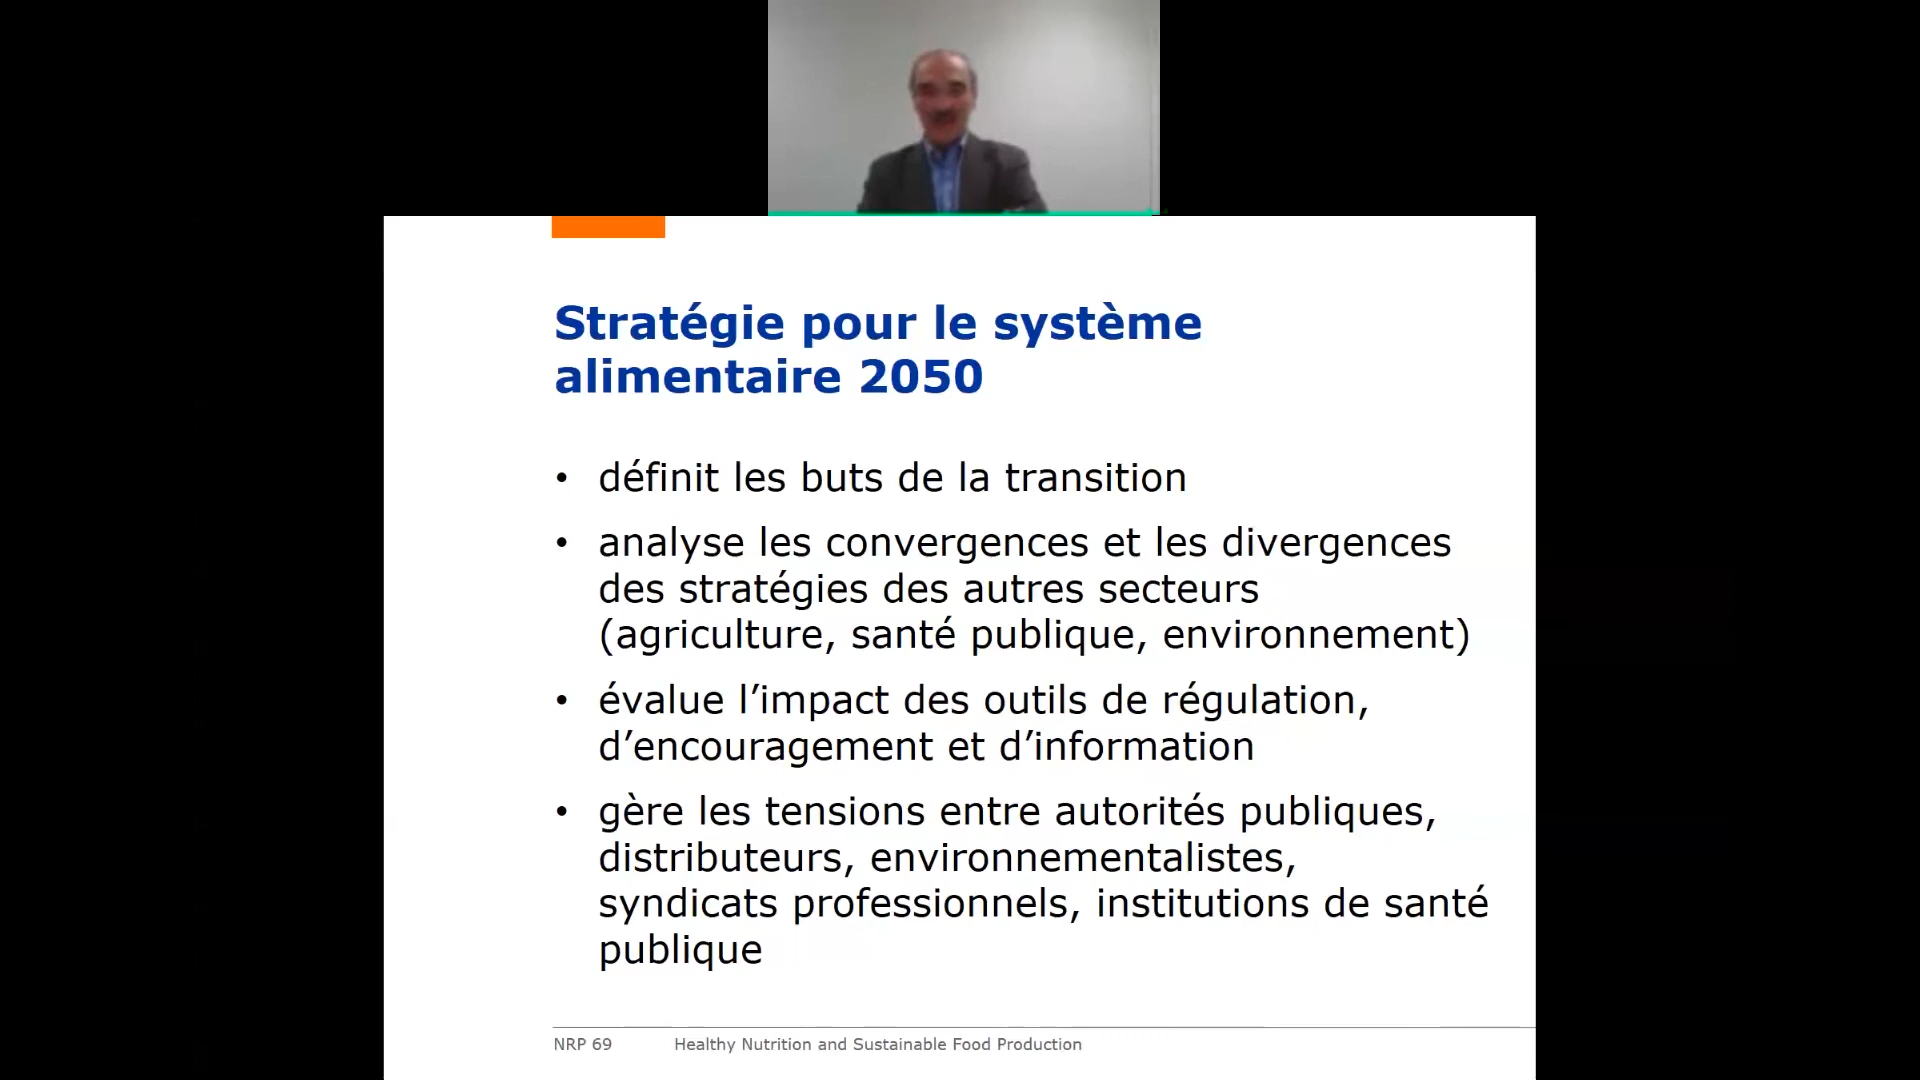 Stratégie pour le système
alimentaire 2050
• définit les buts de la transition
• analyse les convergences et les divergences
des stratégies des autres secteurs
(agriculture, santé publique, environnement)
• évalue l’impact des outils de régulation,
d’encouragement et d’information
• gère les tensions entre autorités publiques,
distributeurs, environnementalistes,
syndicats professionnels, institutions de santé
publique
NRP 69 Healthy Nutrition and Sustainable Food Production